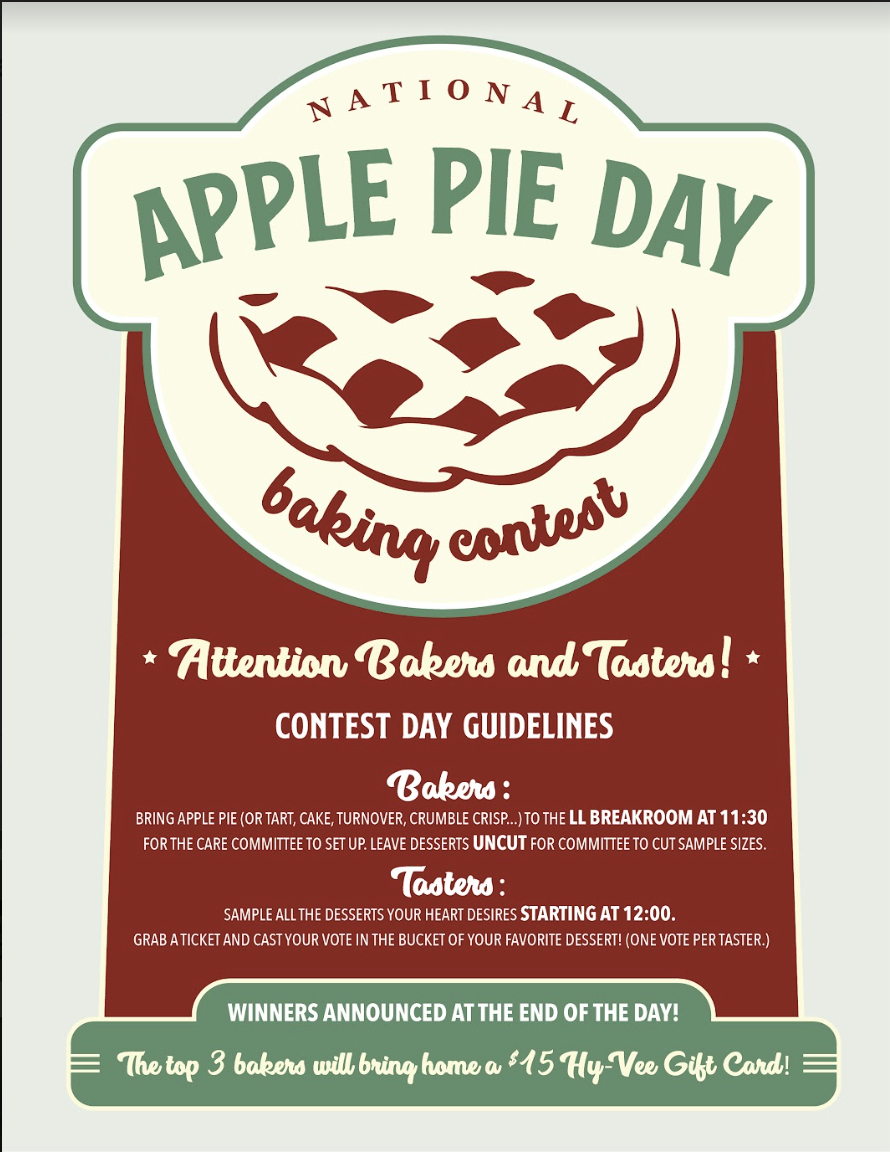 NATIONAL
APPLE PIE DAY
baking contest
Attention Bakers and Tasters!
CONTEST DAY GUIDELINES
Bakers:
BRING APPLE PIE (OR TART, CAKE, TURNOVER, CRUMBLE CRISP...) TO THE LL BREAKROOM AT 11:30
FOR THE CARE COMMITTEE TO SET UP. LEAVE DESSERTS UNCUT FOR COMMITTEE TO CUT SAMPLE SIZES.
Tasters:
SAMPLE ALL THE DESSERTS YOUR HEART DESIRES STARTING AT 12:00.
GRAB A TICKET AND CAST YOUR VOTE IN THE BUCKET OF YOUR FAVORITE DESSERT! (ONE VOTE PER TASTER.)
WINNERS ANNOUNCED AT THE END OF THE DAY!
The top 3 bakers will bring home a $15 Hy-Vee Gift Card!